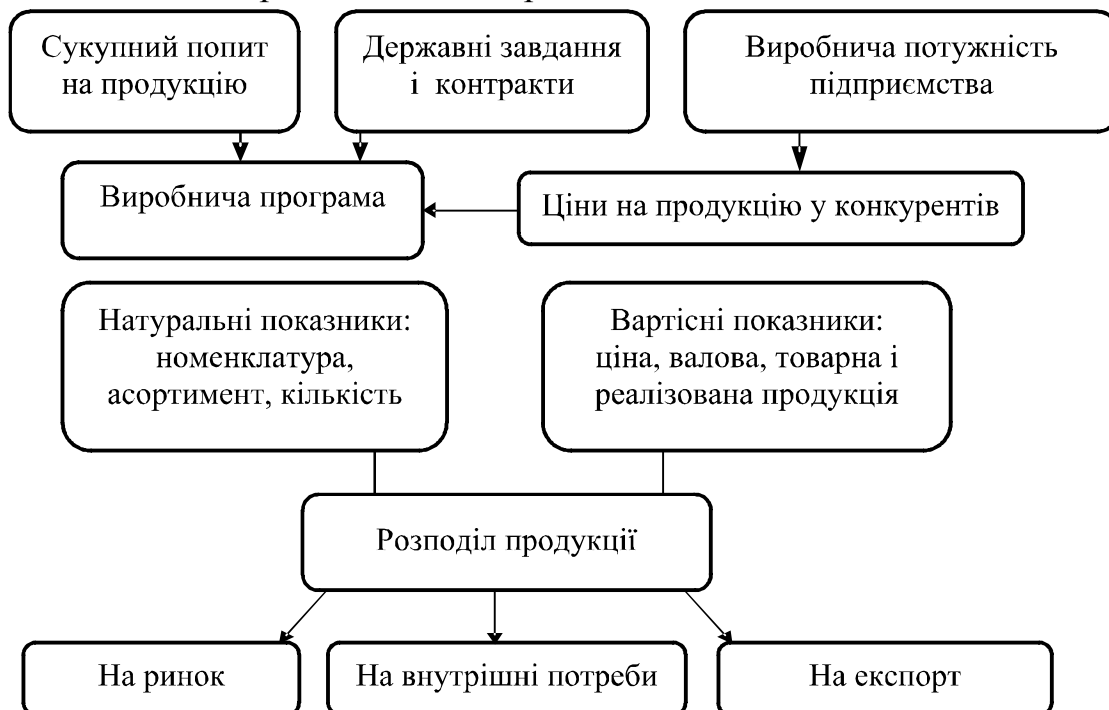 Сукупний попит
на продукцію
Державні завдання
і контракти
Виробнича потужність
підприємства
Виробнича програма
Ціни на продукцію у конкурентів
Натуральні показники:
номенклатура,
асортимент, кількість
Вартісні показники:
ціна, валова, товарна і
реалізована продукція
Розподіл продукції
На ринок
На внутрішні потреби
На експорт